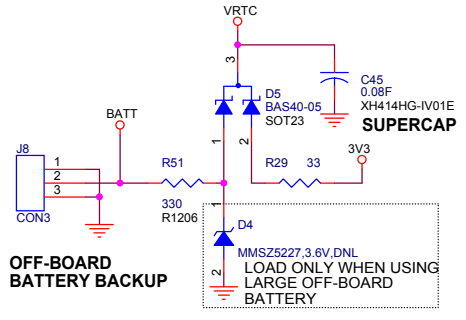 VRTC
3
D5
BAS40-05
SOT23
C45
0.08F
XH414HG-IV01E
SUPERCAP
BATT
1
2
3V3
J8
1
2
3
CON3
R51
330
R1206
R29 33
1
D4
2
MMSZ5227,3.6V,DNL
LOAD ONLY WHEN USING
LARGE OFF-BOARD
BATTERY
OFF-BOARD
BATTERY BACKUP